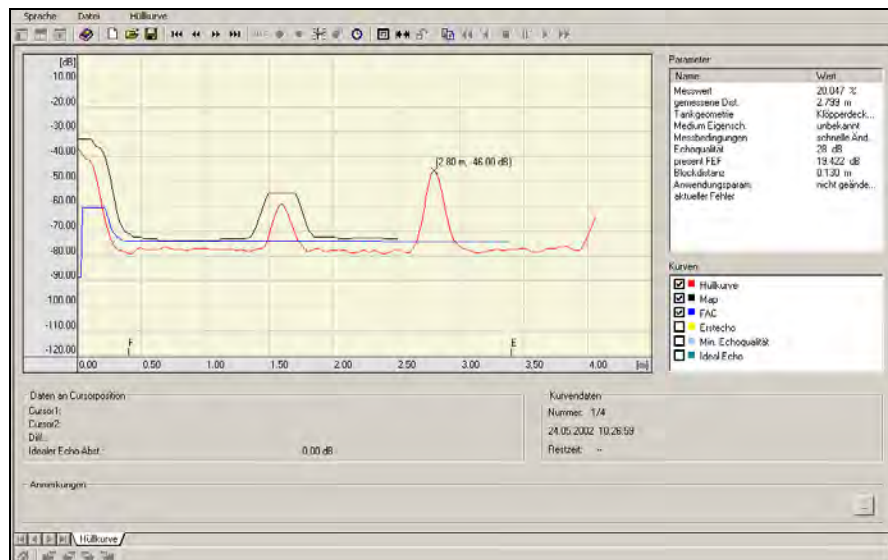 Sprache Datei Hüllkurve
[dB]
-10.00
-20.00
-30.00
-40.00
-50.00
-60.00
-70.00
-80.00
-90.00
-100.00
-110.00
-120.00
(2.80 m, -46.00 dB)
F E
0.00 0.50 1.00 1.50 2.00 2.50 3.00 3.50 4.00 [m]
Parameter
Name Wert
Messwert 20.047 %
gemessene Dist. 2.799 m
Tankgeometrie Klöpperdeck...
Medium Eigensch. unbekannt
Messbedingungen schnelle Änd...
Echoqualität 28 dB
present FEF 19.422 dB
Blockdistanz 0.130 m
Anwendungsparam. nicht geände...
aktueller Fehler
Kurven
Hüllkurve
Map
FAC
Erstecho
Min. Echoqualität
Ideal Echo
Daten an Cursorposition
Cursor1:
Cursor2:
Diff.:
Idealer Echo Abst.: 0,00 dB
Kurvendaten
Nummer: 1/4
24.05.2002 10:26:59
Restzeit: --
Anmerkungen
...
Hüllkurve